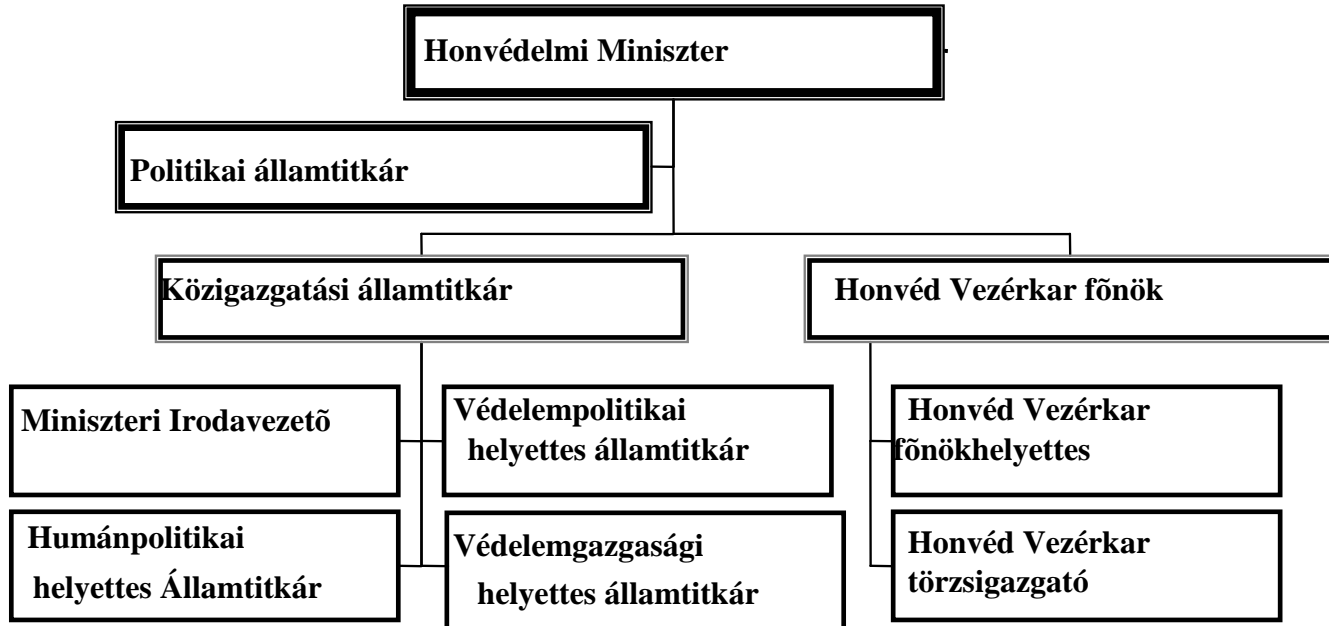 Honvédelmi Miniszter
Politikai államtitkár
Közigazgatási államtitkár
Honvéd Vezérkar fõnök
Miniszteri Irodavezetõ
Védelempolitikai
helyettes államtitkár
Honvéd Vezérkar
fõnökhelyettes
Humánpolitikai
helyettes Államtitkár
Védelemgazgasági
helyettes államtitkár
Honvéd Vezérkar
törzsigazgató